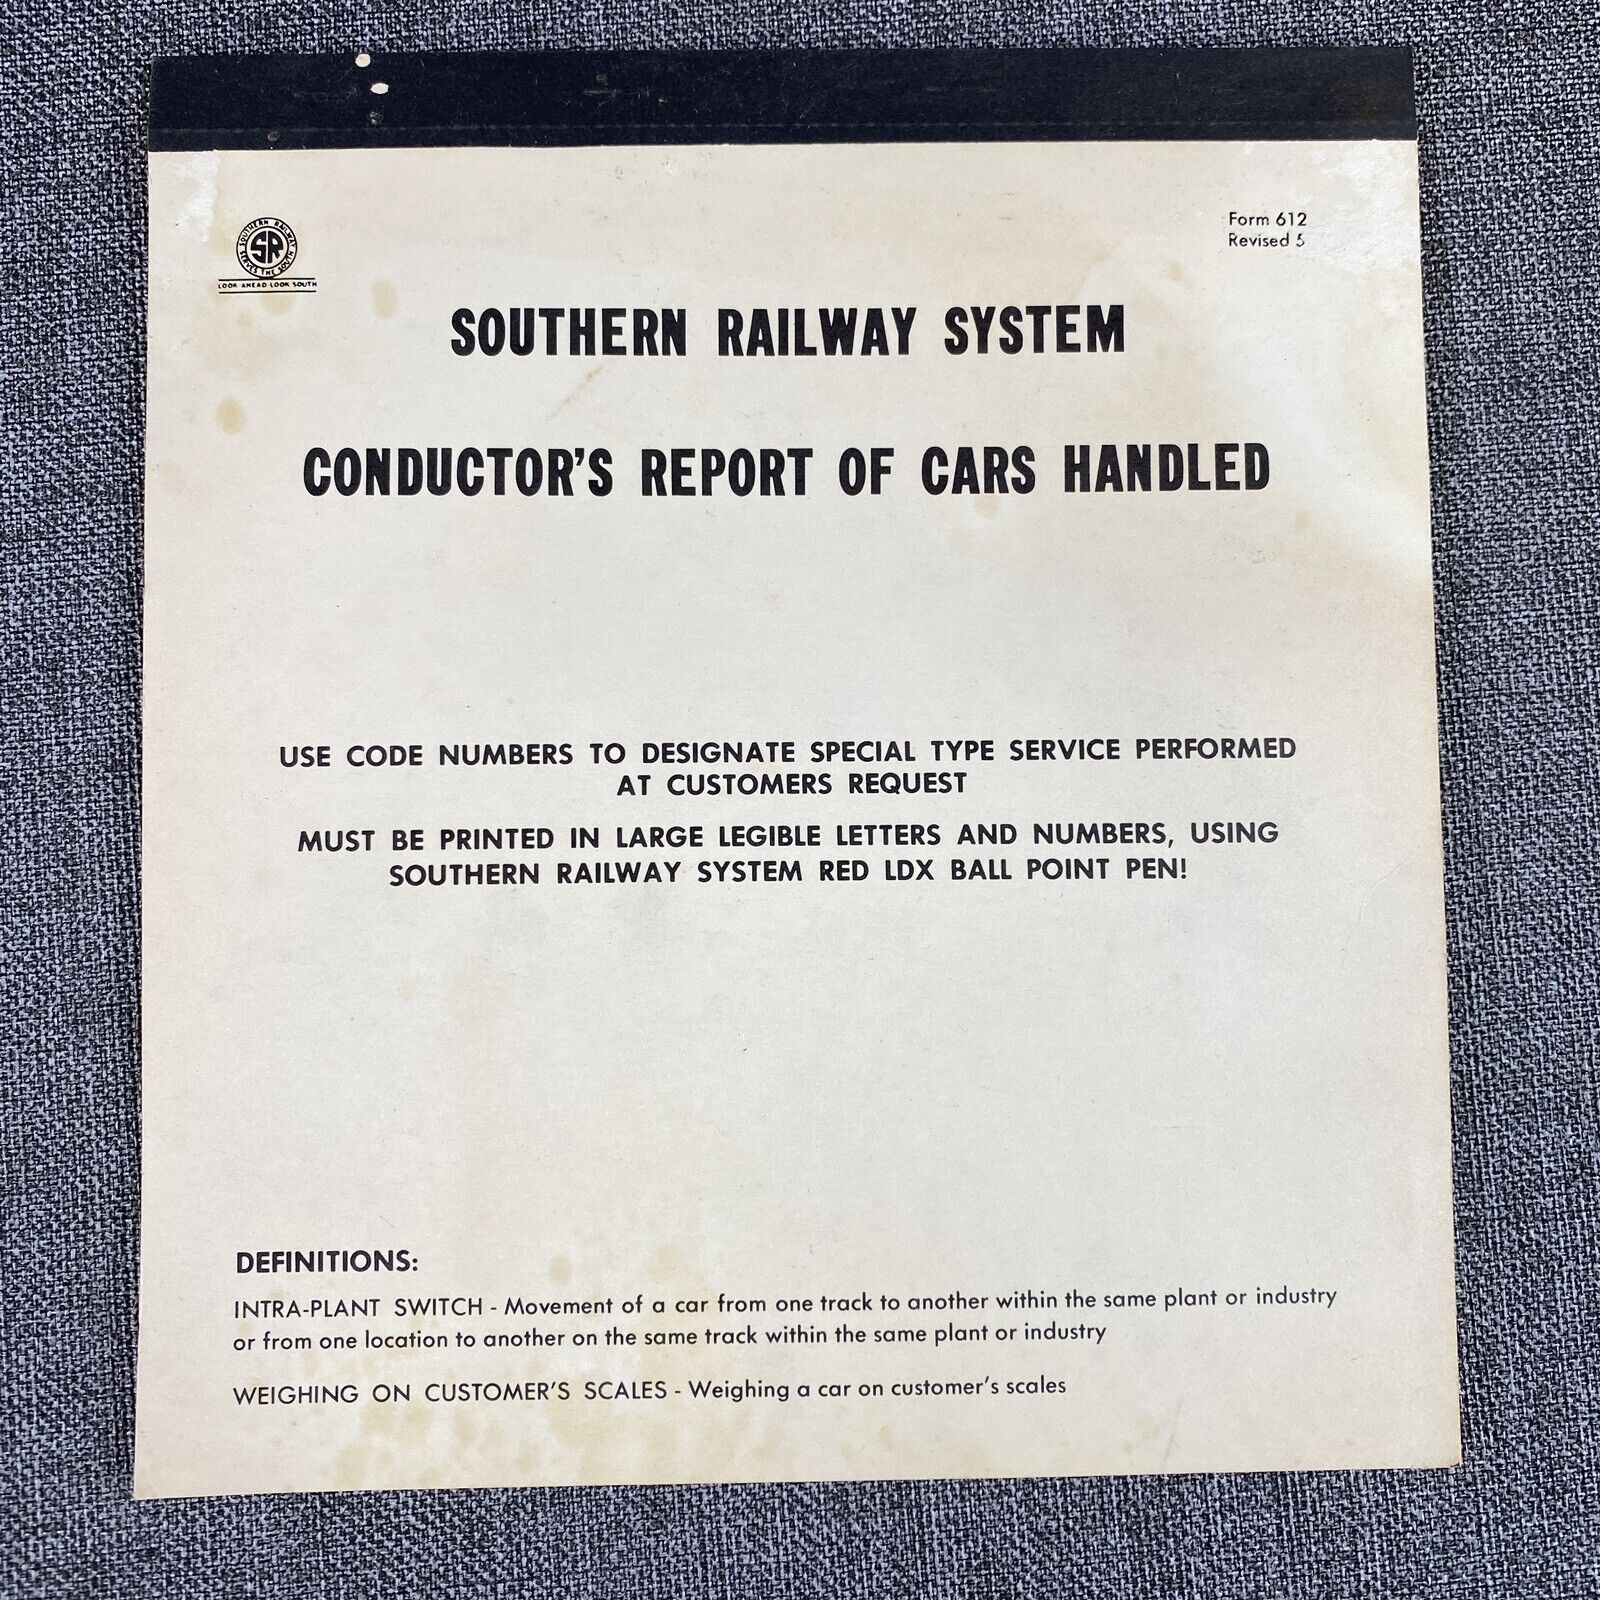 SOUTHERN RAILWAY
SR
SERVES THE SOUTH
LOOK AHEAD LOOK SOUTH
Form 612
Revised 5
SOUTHERN RAILWAY SYSTEM
CONDUCTOR'S REPORT OF CARS HANDLED
USE CODE NUMBERS TO DESIGNATE SPECIAL TYPE SERVICE PERFORMED
AT CUSTOMERS REQUEST
MUST BE PRINTED IN LARGE LEGIBLE LETTERS AND NUMBERS, USING
SOUTHERN RAILWAY SYSTEM RED LDX BALL POINT PEN!
DEFINITIONS:
INTRA-PLANT SWITCH - Movement of a car from one track to another within the same plant or industry
or from one location to another on the same track within the same plant or industry
WEIGHING ON CUSTOMER'S SCALES - Weighing a car on customer's scales